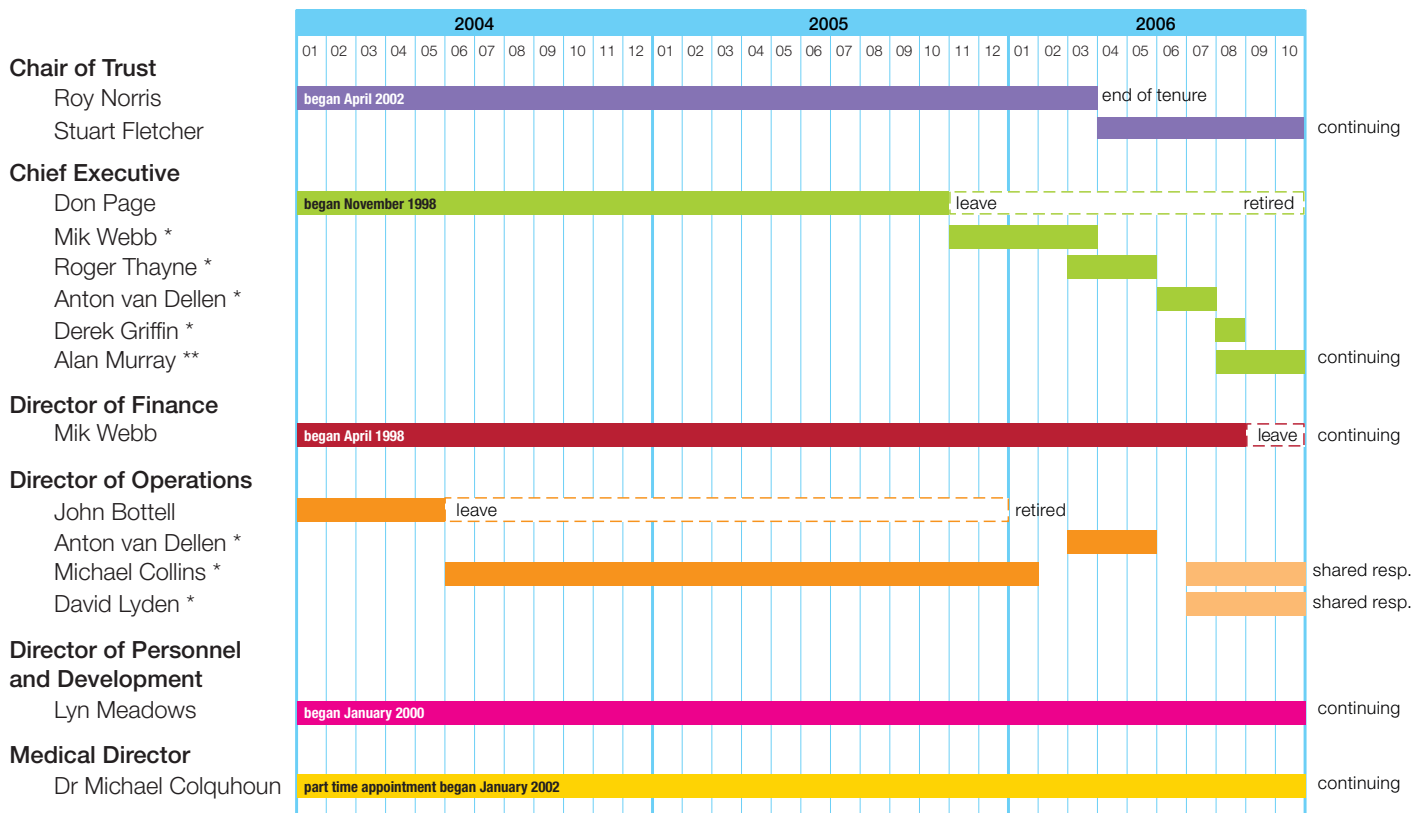 2004 2005 2006
01 02 03 04 05 06 07 08 09 10 11 12 01 02 03 04 05 06 07 08 09 10 11 12 01 02 03 04 05 06 07 08 09 10
Chair of Trust
Roy Norris began April 2002 end of tenure
Stuart Fletcher continuing
Chief Executive
Don Page began November 1998 leave retired
Mik Webb *
Roger Thayne *
Anton van Dellen *
Derek Griffin *
Alan Murray ** continuing
Director of Finance
Mik Webb began April 1998 leave continuing
Director of Operations
John Bottell leave retired
Anton van Dellen *
Michael Collins * shared resp.
David Lyden * shared resp.
Director of Personnel
and Development
Lyn Meadows began January 2000 continuing
Medical Director
Dr Michael Colquhoun part time appointment began January 2002 continuing